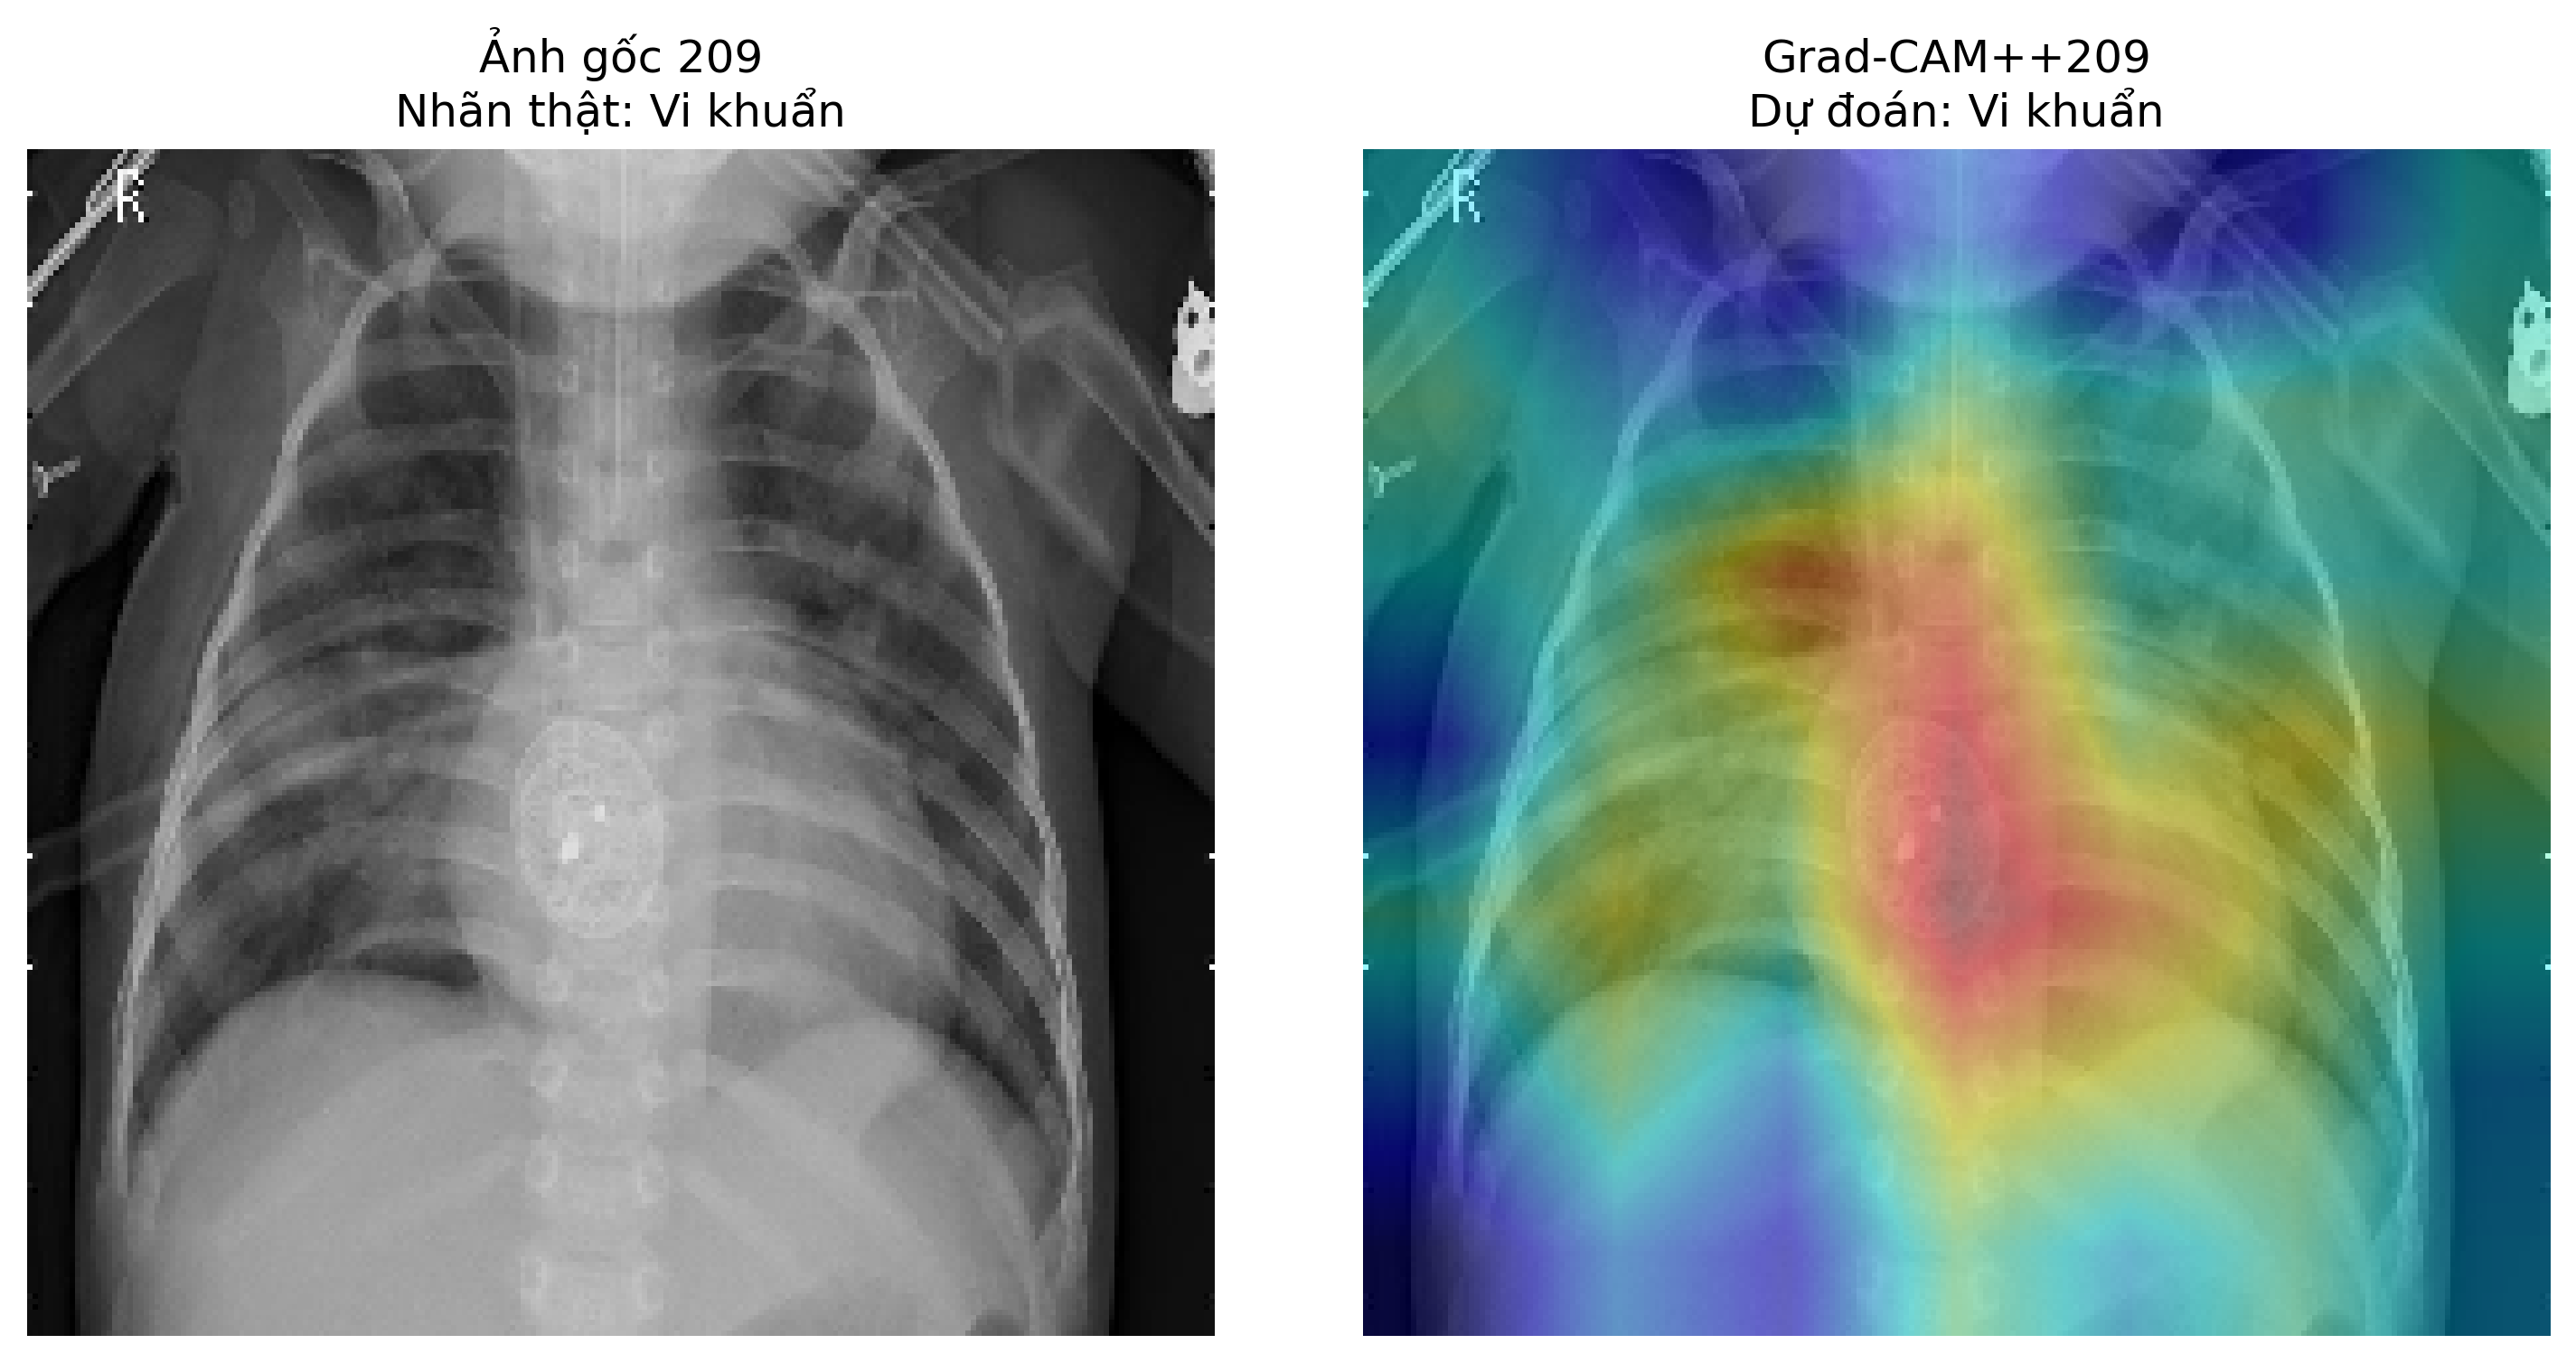 Ảnh gốc 209
Nhãn thật: Vi khuẩn
Grad-CAM++209
Dự đoán: Vi khuẩn
R
R